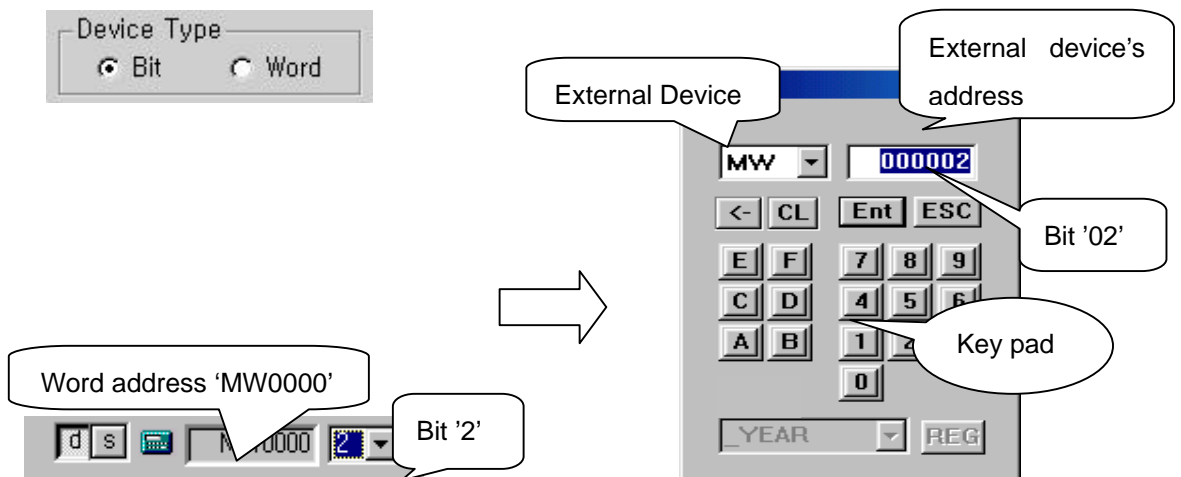 Device Type
Bit Word
External Device
External device's
address
MW 000002
<- CL Ent ESC
Bit ’02’
E F 7 8 9
C D 4 5 6
A B 1
Key pad
0
_YEAR REG
Word address ‘MW0000’
d s 0000 2
Bit ’2’